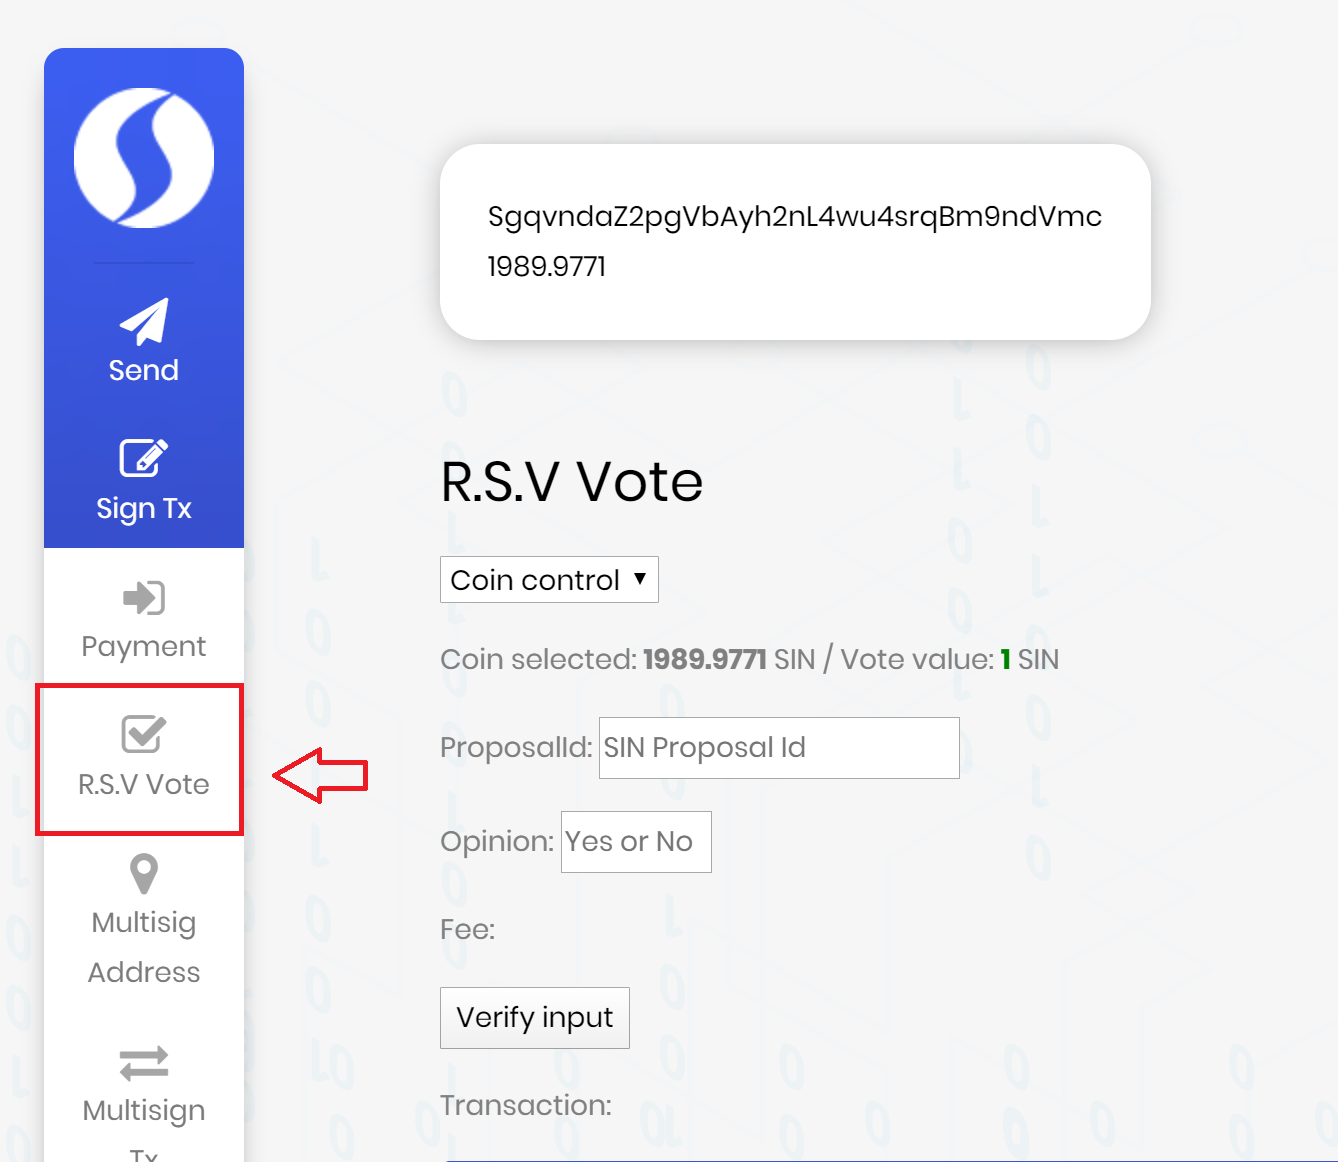 Send
Sign Tx
Payment
R.S.V Vote
Multisig
Address
Multisign
Tx
SgqvndaZ2pgVbAyh2nL4wu4srqBm9ndVmc
1989.9771
R.S.V Vote
Coin control
Coin selected: 1989.9771 SIN / Vote value: 1 SIN
ProposalId: SIN Proposal Id
Opinion: Yes or No
Fee:
Verify input
Transaction: